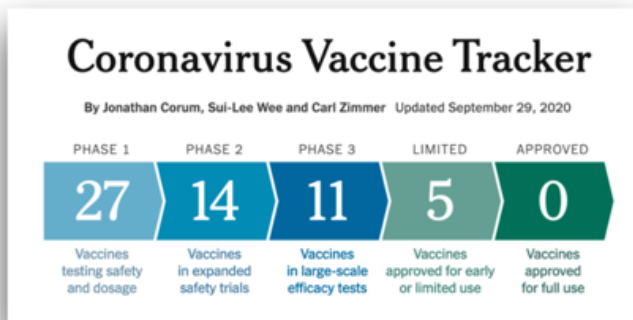 Coronavirus Vaccine Tracker
By Jonathan Corum, Sui-Lee Wee and Carl Zimmer Updated September 29, 2020
PHASE 1 PHASE 2 PHASE 3 LIMITED APPROVED
27 14 11 5 0
Vaccines testing safety and dosage
Vaccines in expanded safety trials
Vaccines in large-scale efficacy tests
Vaccines approved for early or limited use
Vaccines approved for full use